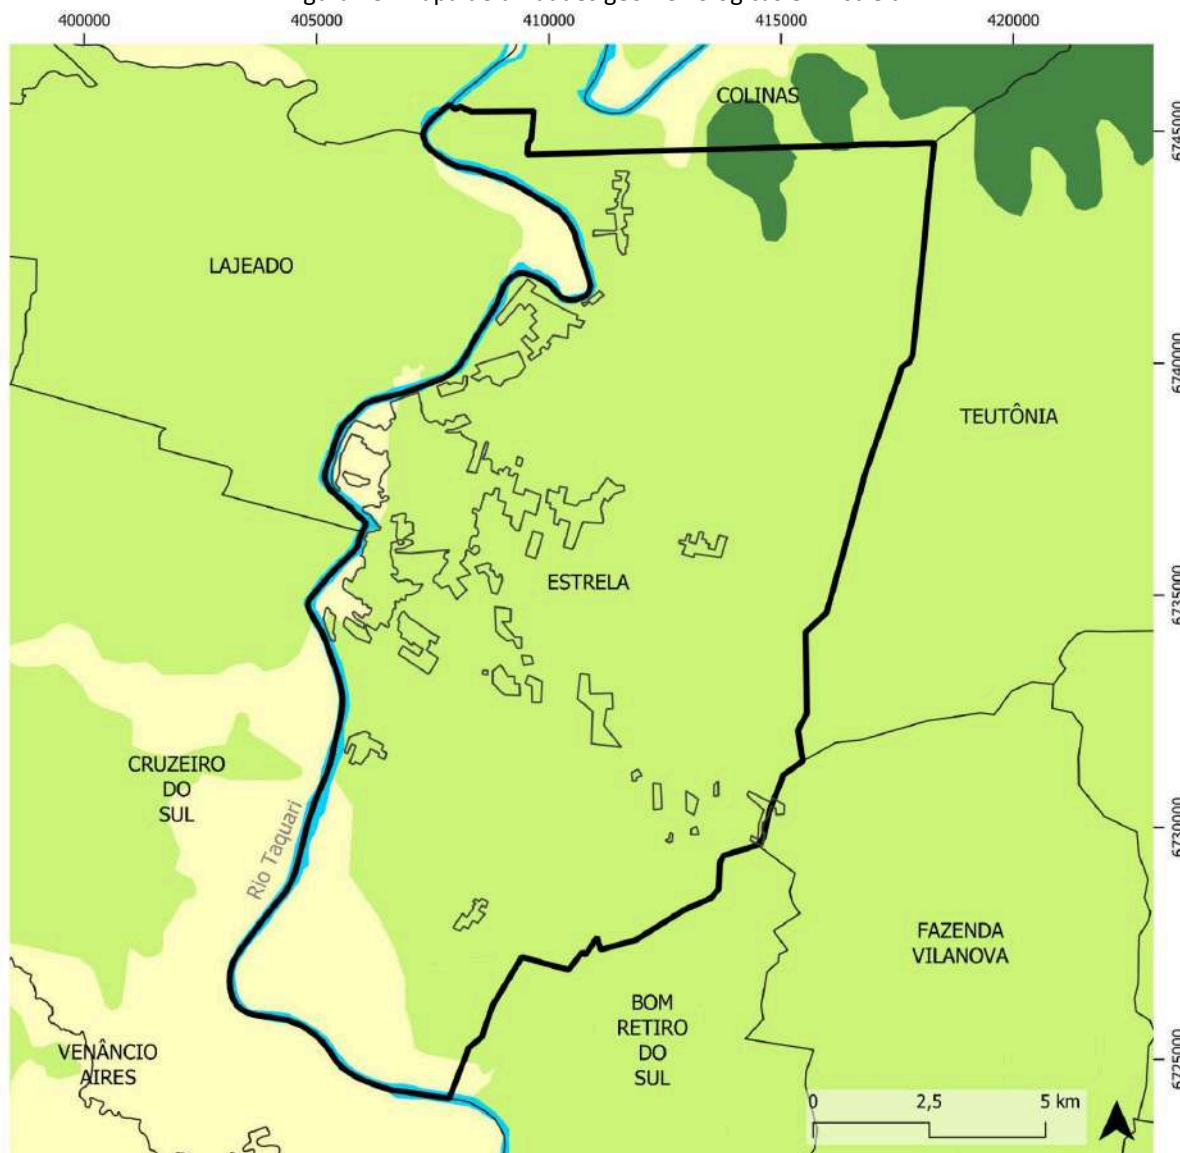 400000 405000 410000 415000 420000
COLINAS
6745000
LAJEADO
6740000
TEUTÔNIA
ESTRELA
6735000
CRUZEIRO
DO
SUL
Rio Taquari
6730000
FAZENDA
VILANOVA
BOM
RETIRO
DO
SUL
VENÂNCIO
AIRES
6725000
0 2,5 5 km